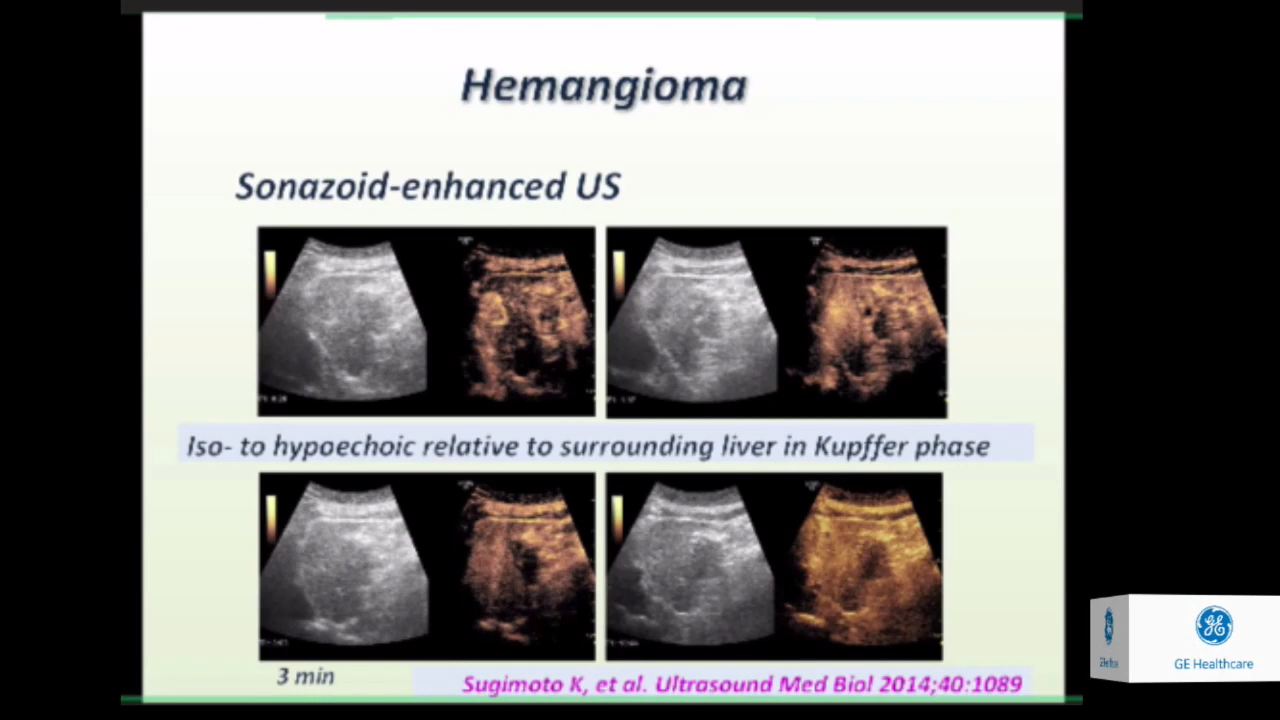 Hemangioma
Sonazoid-enhanced US
Iso- to hypoechoic relative to surrounding liver in Kupffer phase
3 min
Sugimoto K, et al. Ultrasound Med Biol 2014;40:1089
GE Healthcare